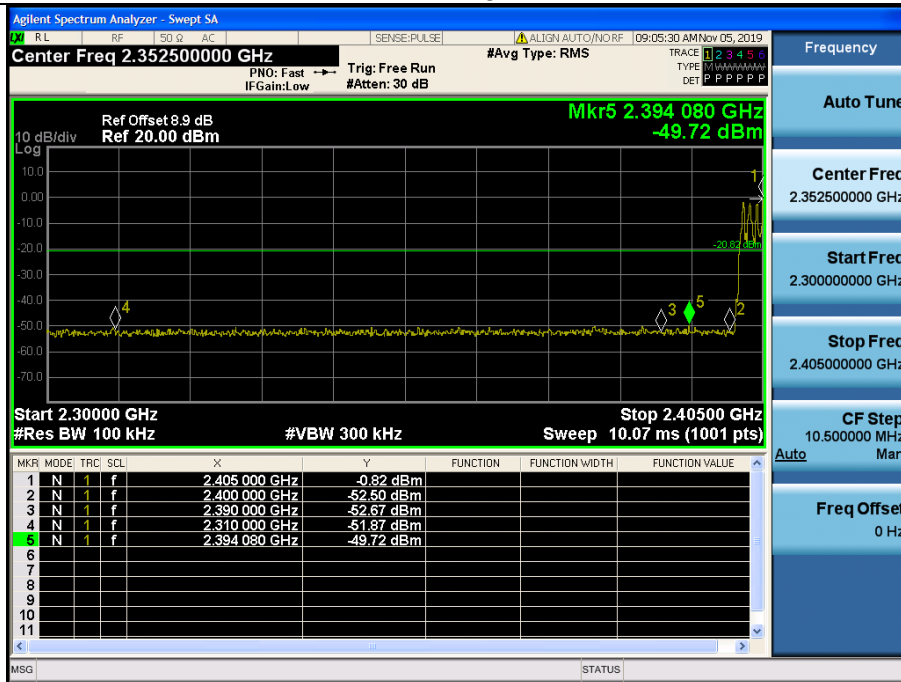 Agilent Spectrum Analyzer - Swept SA
LXI RL RF 50 Ω AC SENSE:PULSE ALIGN AUTO/NO RF 09:05:30 AM Nov 05, 2019
Center Freq 2.352500000 GHz #Avg Type: RMS TRACE 1 2 3 4 5 6
PNO: Fast Trig: Free Run TYPE MWWWWW
IFGain:Low #Atten: 30 dB DET P P P P P P
Mkr5 2.394 080 GHz
-49.72 dBm
Ref Offset 8.9 dB
10 dB/div Ref 20.00 dBm
Log
10.0
0.00
-10.0
-20.0
-30.0
-40.0
-50.0
-60.0
-70.0
1
-20.82 dBm
4
3
5
2
Start 2.30000 GHz Stop 2.40500 GHz
#Res BW 100 kHz #VBW 300 kHz Sweep 10.07 ms (1001 pts)
MKR MODE TRC SCL X Y FUNCTION FUNCTION WIDTH FUNCTION VALUE
1 N 1 f 2.405 000 GHz -0.82 dBm
2 N 1 f 2.400 000 GHz -52.50 dBm
3 N 1 f 2.390 000 GHz -52.67 dBm
4 N 1 f 2.310 000 GHz -51.87 dBm
5 N 1 f 2.394 080 GHz -49.72 dBm
6
7
8
9
10
11
MSG STATUS
Frequency
Auto Tune
Center Freq
2.352500000 GHz
Start Freq
2.300000000 GHz
Stop Freq
2.405000000 GHz
CF Step
10.500000 MHz
Auto Man
Freq Offset
0 Hz